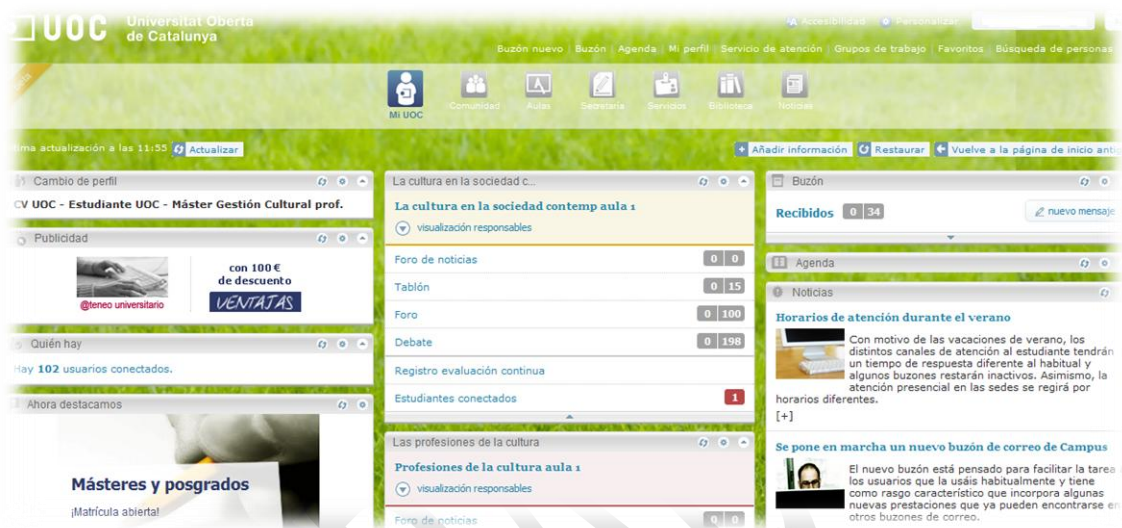 UOC
Universitat Oberta
de Catalunya
Accesibilidad Personalizar
Buzón nuevo | Buzón | Agenda | Mi perfil | Servicio de atención | Grupos de trabajo | Favoritos | Búsqueda de personas
Mi UOC
Comunidad
Aulas
Secretaría
Servicios
Biblioteca
Noticias
actualización a las 11:55 Actualizar
Añadir información Restaurar Vuelve a la página de inicio
Cambio de perfil
CV UOC - Estudiante UOC - Máster Gestión Cultural prof.
Publicidad
@teneo universitario
con 100 €
de descuento
VENTAJAS
Quién hay
Hay 102 usuarios conectados.
Ahora destacamos
Másteres y posgrados
¡Matrícula abierta!
La cultura en la sociedad c...
La cultura en la sociedad contemp aula 1
visualización responsables
Foro de noticias 0 0
Tablón 0 15
Foro 0 100
Debate 0 198
Registro evaluación continua
Estudiantes conectados 1
Las profesiones de la cultura
Profesiones de la cultura aula 1
visualización responsables
Foro de noticias 0 0
Buzón
Recibidos 0 34 nuevo mensaje
Agenda
Noticias
Horarios de atención durante el verano
Con motivo de las vacaciones de verano, los
distintos canales de atención al estudiante tendrán
un tiempo de respuesta diferente al habitual y
algunos buzones restarán inactivos. Asimismo, la
atención presencial en las sedes se regirá por
horarios diferentes.
[+]
Se pone en marcha un nuevo buzón de correo de Campus
El nuevo buzón está pensado para facilitar la tarea
los usuarios que la usáis habitualmente y tiene
como rasgo característico que incorpora algunas
nuevas prestaciones que ya pueden encontrarse en
otros buzones de correo.